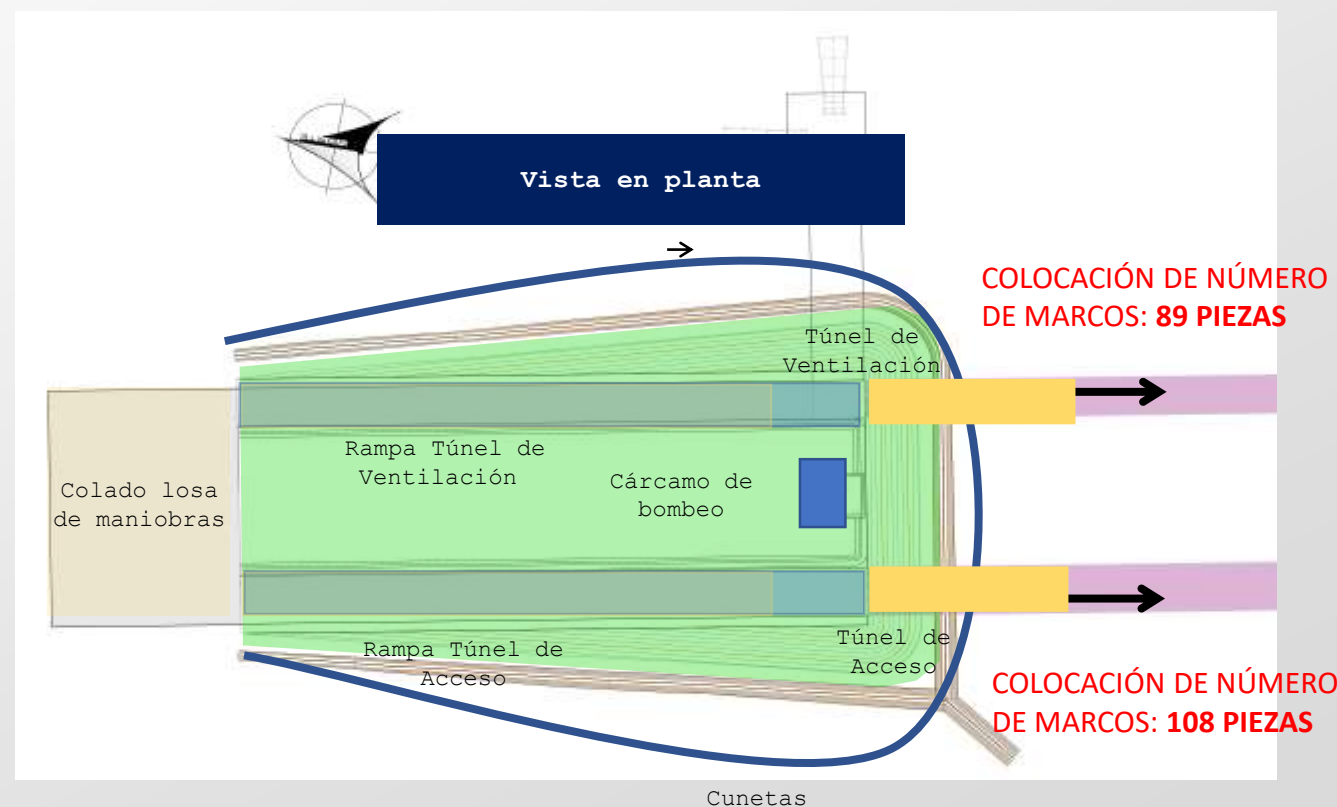 Vista en planta
COLOCACIÓN DE NÚMERO
DE MARCOS: 89 PIEZAS
Túnel de
Ventilación
Rampa Túnel de
Ventilación
Colado losa
de maniobras
Cárcamo de
bombeo
Túnel de
Acceso
Rampa Túnel de
Acceso
COLOCACIÓN DE NÚMERO
DE MARCOS: 108 PIEZAS
Cunetas